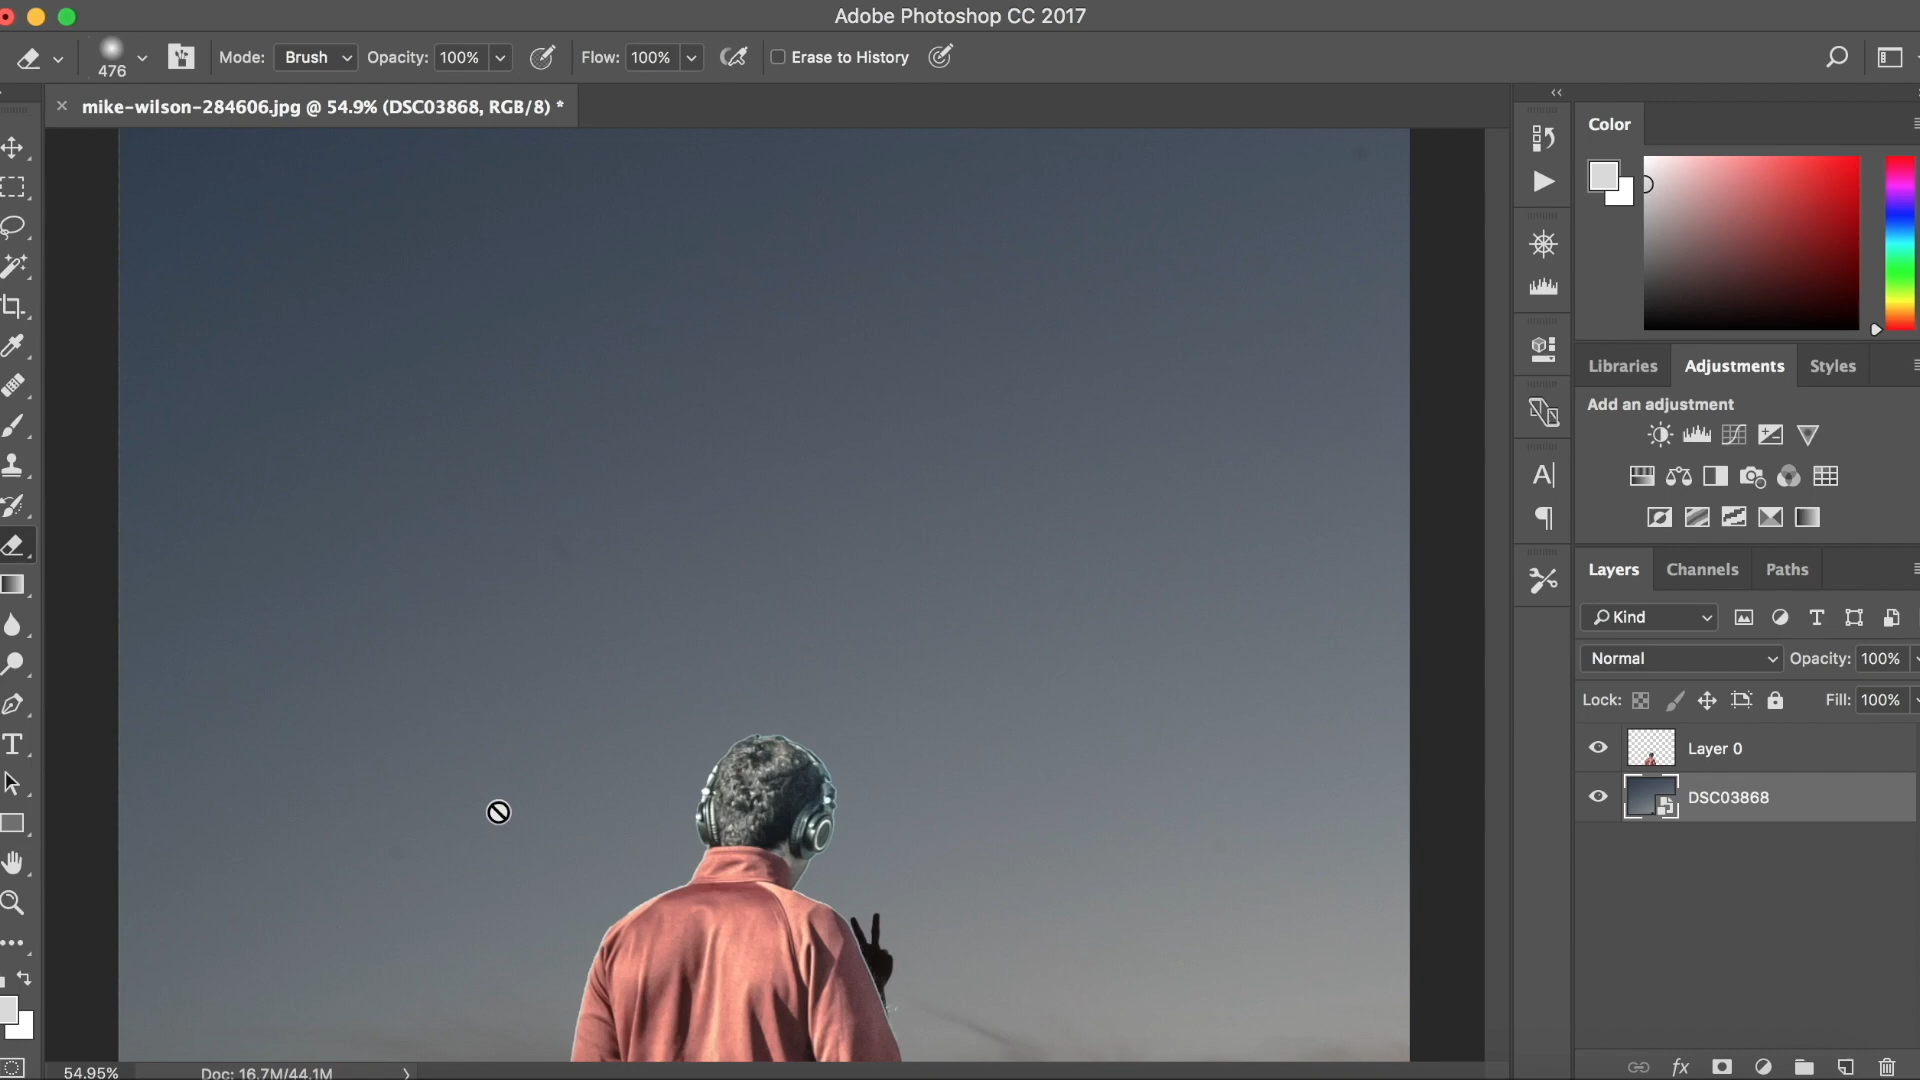 Adobe Photoshop CC 2017
476 Mode: Brush Opacity: 100% Flow: 100% Erase to History
mike-wilson-284606.jpg @ 54.9% (DSC03868, RGB/8) *
Color
Libraries Adjustments Styles
Add an adjustment
Layers Channels Paths
Kind
Normal Opacity: 100%
Lock: Fill: 100%
Layer 0
DSC03868
fx
54.95% Doc: 16.7M/44.1M